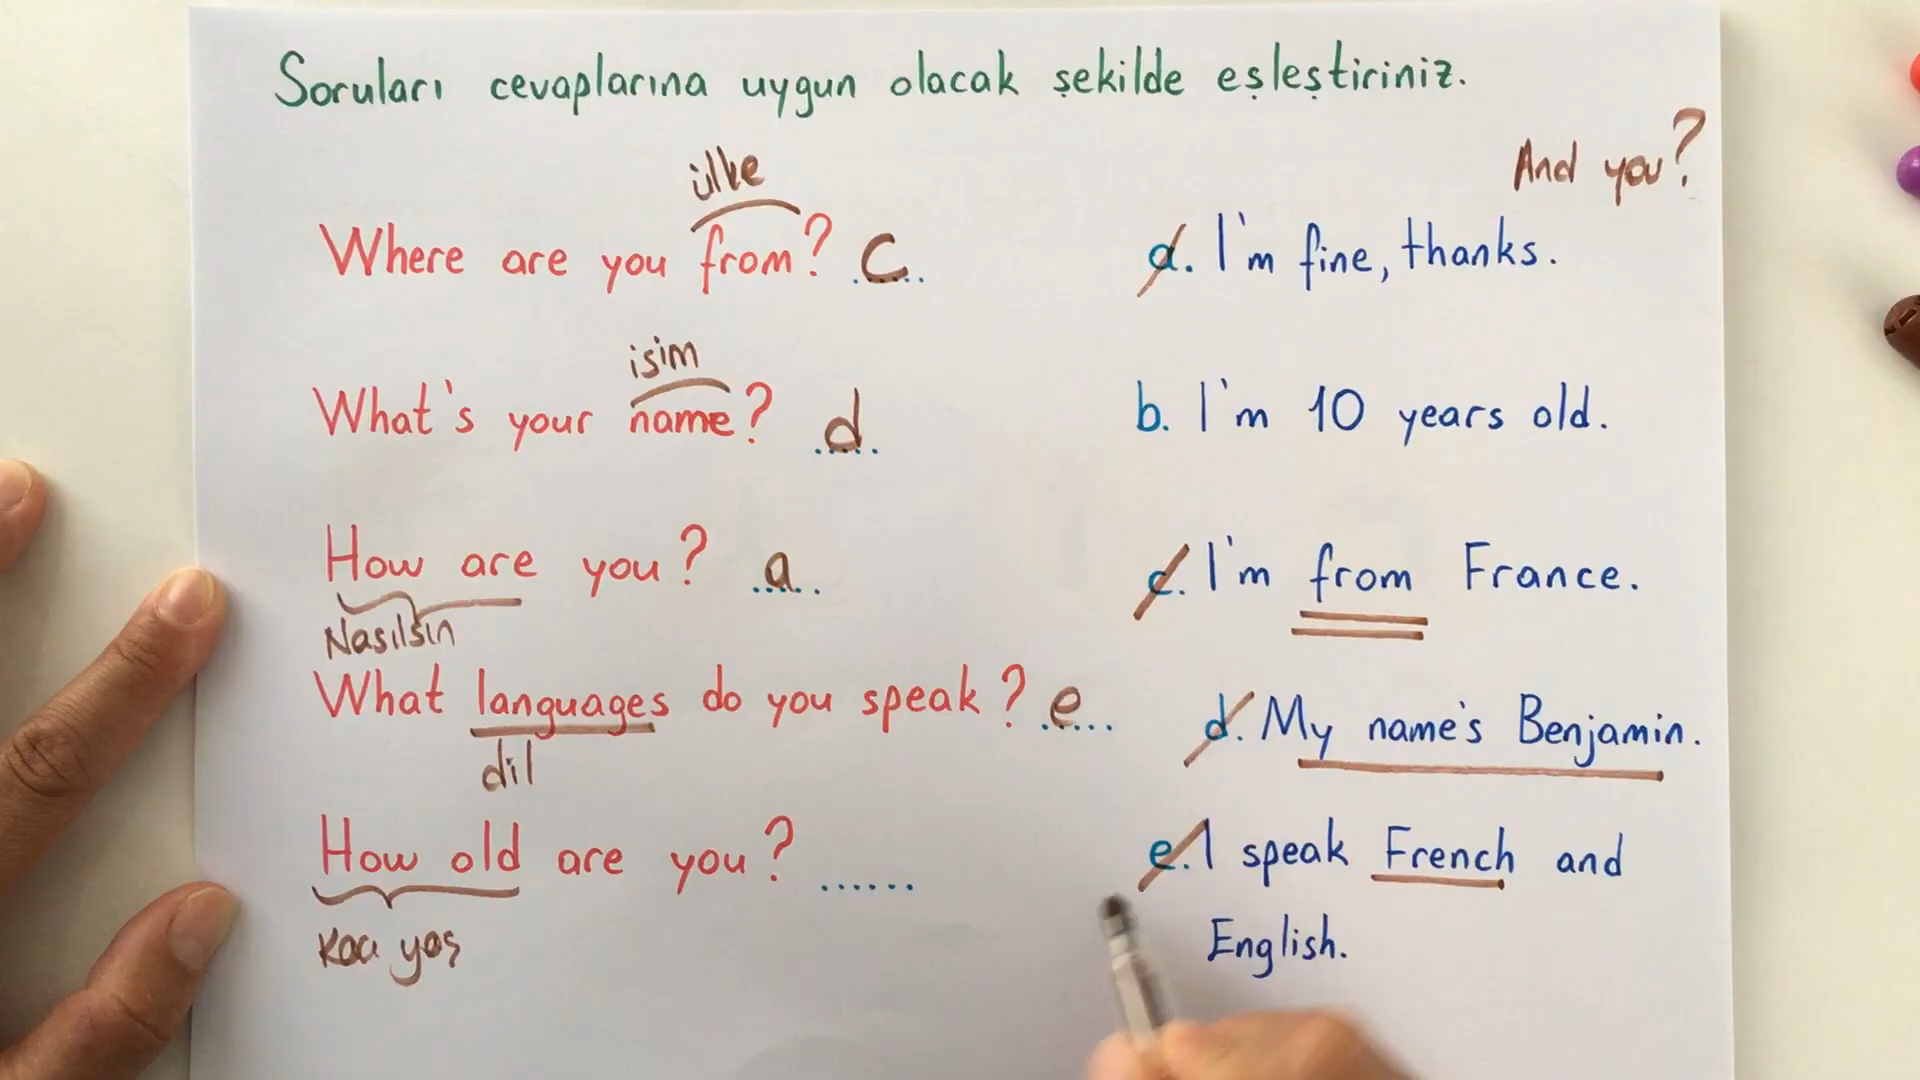 Soruları cevaplarına uygun olacak şekilde eşleştiriniz.
And you?
ülke
Where are you from? .C...
a. I'm fine, thanks.
isim
What's your name? ..d..
b. I'm 10 years old.
How are you? ..a..
c. I'm from France.
Nasılsın
What languages do you speak? .e...
d. My name's Benjamin.
dil
How old are you? ......
e. I speak French and
English.
yaş